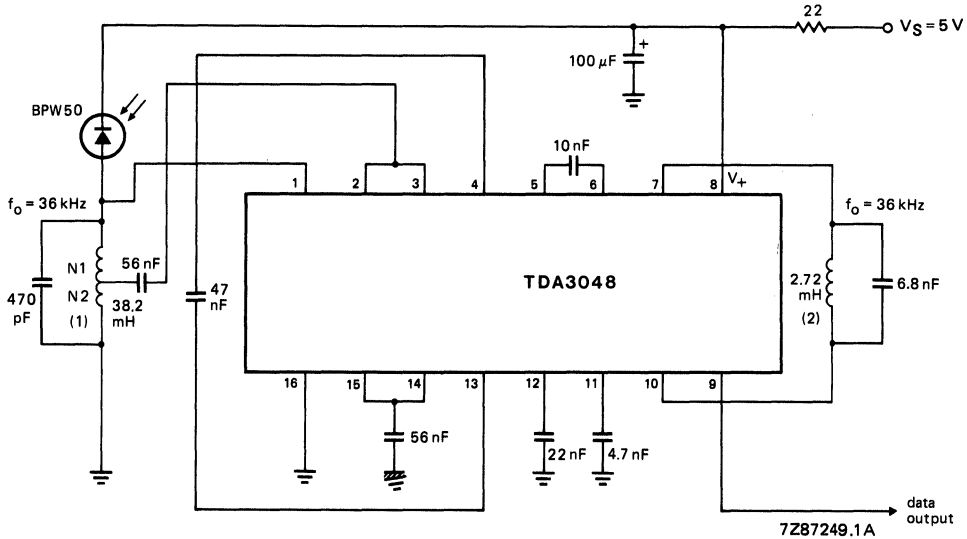 22
V_S = 5 V
+
100 µF
BPW50
10 nF
1 2 3 4 5 6 7 8 V+
f_o = 36 kHz
f_o = 36 kHz
N1
56 nF
N2
38,2
mH
(1)
470
pF
47
nF
TDA3048
2.72
mH
(2)
6.8 nF
16 15 14 13 12 11 10 9
56 nF
22 nF
4.7 nF
data
output
7Z87249.1A